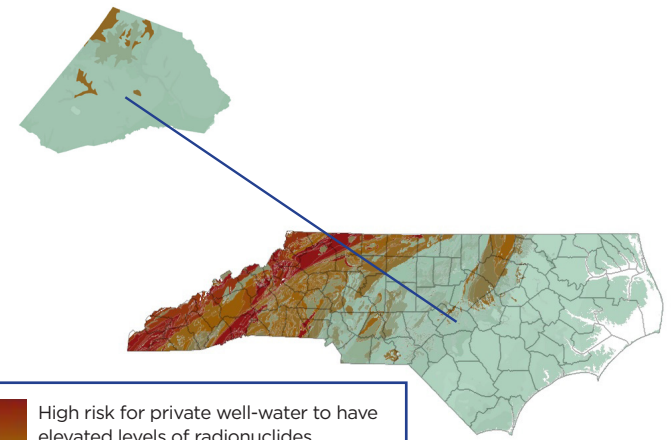 High risk for private well-water to have
elevated levels of radionuclides